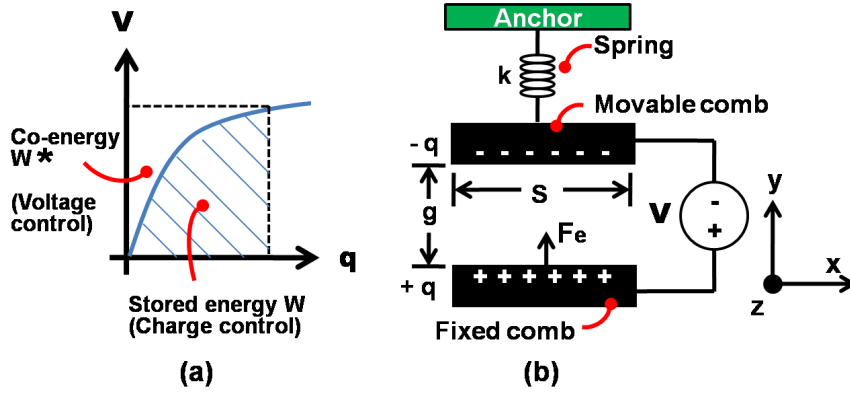 V
Co-energy
W*
(Voltage
control)
q
Stored energy W
(Charge control)
(a)
Anchor
Spring
k
Movable comb
- q
- - - - - -
S
g
V
-
+
Fe
+ + + + + +
+ q
Fixed comb
y
x
z
(b)